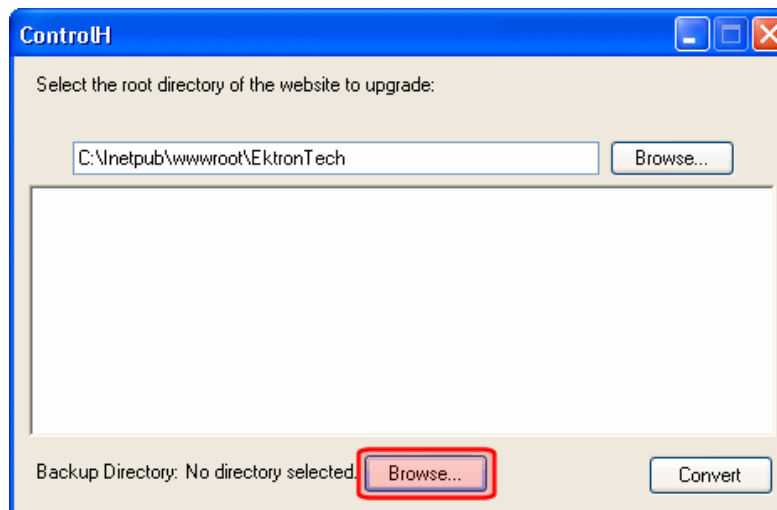 ControlH
Select the root directory of the website to upgrade:
C:\Inetpub\wwwroot\EktronTech Browse...
Backup Directory: No directory selected. Browse... Convert